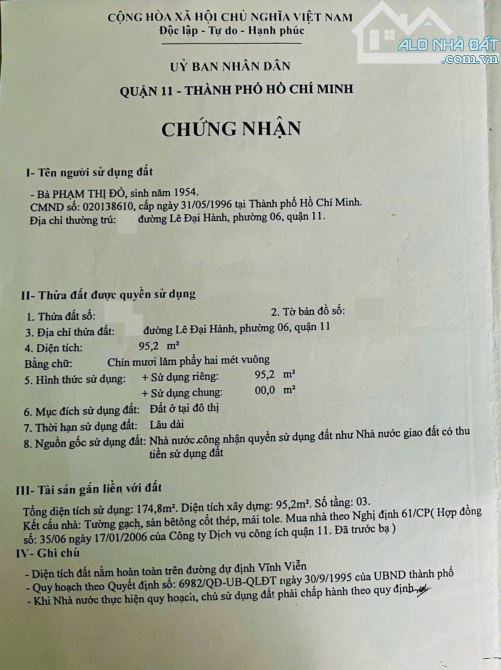 ALO NHÀ ĐẤT
.com.vn
CỘNG HÒA XÃ HỘI CHỦ NGHĨA VIỆT NAM
Độc lập - Tự do - Hạnh phúc
UỶ BAN NHÂN DÂN
QUẬN 11 - THÀNH PHỐ HỒ CHÍ MINH
CHỨNG NHẬN
I- Tên người sử dụng đất
- Bà PHẠM THỊ ĐỎ, sinh năm 1954.
CMND số: 020138610, cấp ngày 31/05/1996 tại Thành phố Hồ Chí Minh.
Địa chỉ thường trú: đường Lê Đại Hành, phường 06, quận 11.
II- Thửa đất được quyền sử dụng
1. Thửa đất số: 2. Tờ bản đồ số:
3. Địa chỉ thửa đất: đường Lê Đại Hành, phường 06, quận 11
4. Diện tích: 95,2 m²
Bằng chữ: Chín mươi lăm phẩy hai mét vuông
5. Hình thức sử dụng: + Sử dụng riêng: 95,2 m²
+ Sử dụng chung: 00,0 m²
6. Mục đích sử dụng đất: Đất ở tại đô thị
7. Thời hạn sử dụng đất: Lâu dài
8. Nguồn gốc sử dụng đất: Nhà nước công nhận quyền sử dụng đất như Nhà nước giao đất có thu
tiền sử dụng đất
III- Tài sản gắn liền với đất
Tổng diện tích sử dụng: 174,8m². Diện tích xây dựng: 95,2m². Số tầng: 03.
Kết cấu nhà: Tường gạch, sàn bêtông cốt thép, mái tole. Mua nhà theo Nghị định 61/CP( Hợp đồng
số: 35/06 ngày 17/01/2006 của Công ty Dịch vụ công ích quận 11. Đã trước bạ )
IV- Ghi chú
- Diện tích đất nằm hoàn toàn trên đường dự định Vĩnh Viễn
- Quy hoạch theo Quyết định số: 6982/QĐ-UB-QLĐT ngày 30/9/1995 của UBND thành phố
- Khi Nhà nước thực hiện quy hoạch, chủ sử dụng đất phải chấp hành theo quy định